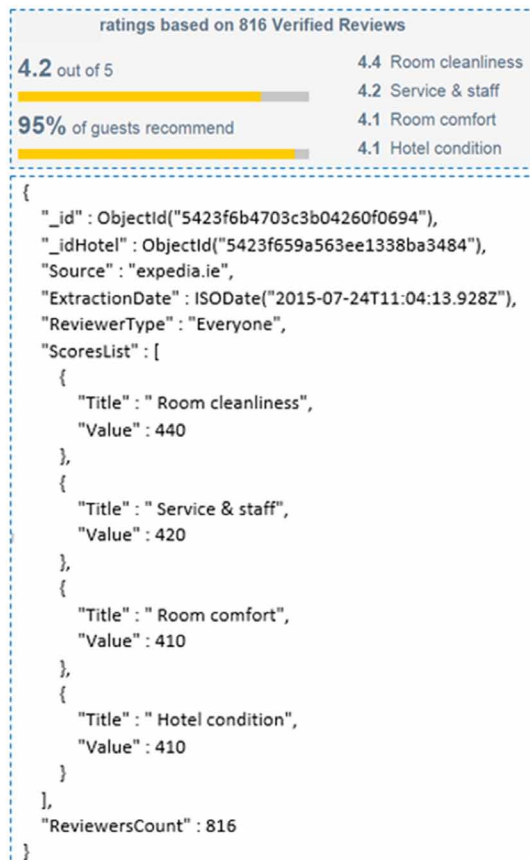 ratings based on 816 Verified Reviews
4.2 out of 5
95% of guests recommend
4.4 Room cleanliness
4.2 Service & staff
4.1 Room comfort
4.1 Hotel condition
{
"_id" : ObjectId("5423f6b4703c3b04260f0694"),
"_idHotel" : ObjectId("5423f659a563ee1338ba3484"),
"Source" : "expedia.ie",
"ExtractionDate" : ISODate("2015-07-24T11:04:13.928Z"),
"ReviewerType" : "Everyone",
"ScoresList" : [
{
"Title" : " Room cleanliness",
"Value" : 440
},
{
"Title" : " Service & staff",
"Value" : 420
},
{
"Title" : " Room comfort",
"Value" : 410
},
{
"Title" : " Hotel condition",
"Value" : 410
}
],
"ReviewersCount" : 816
}